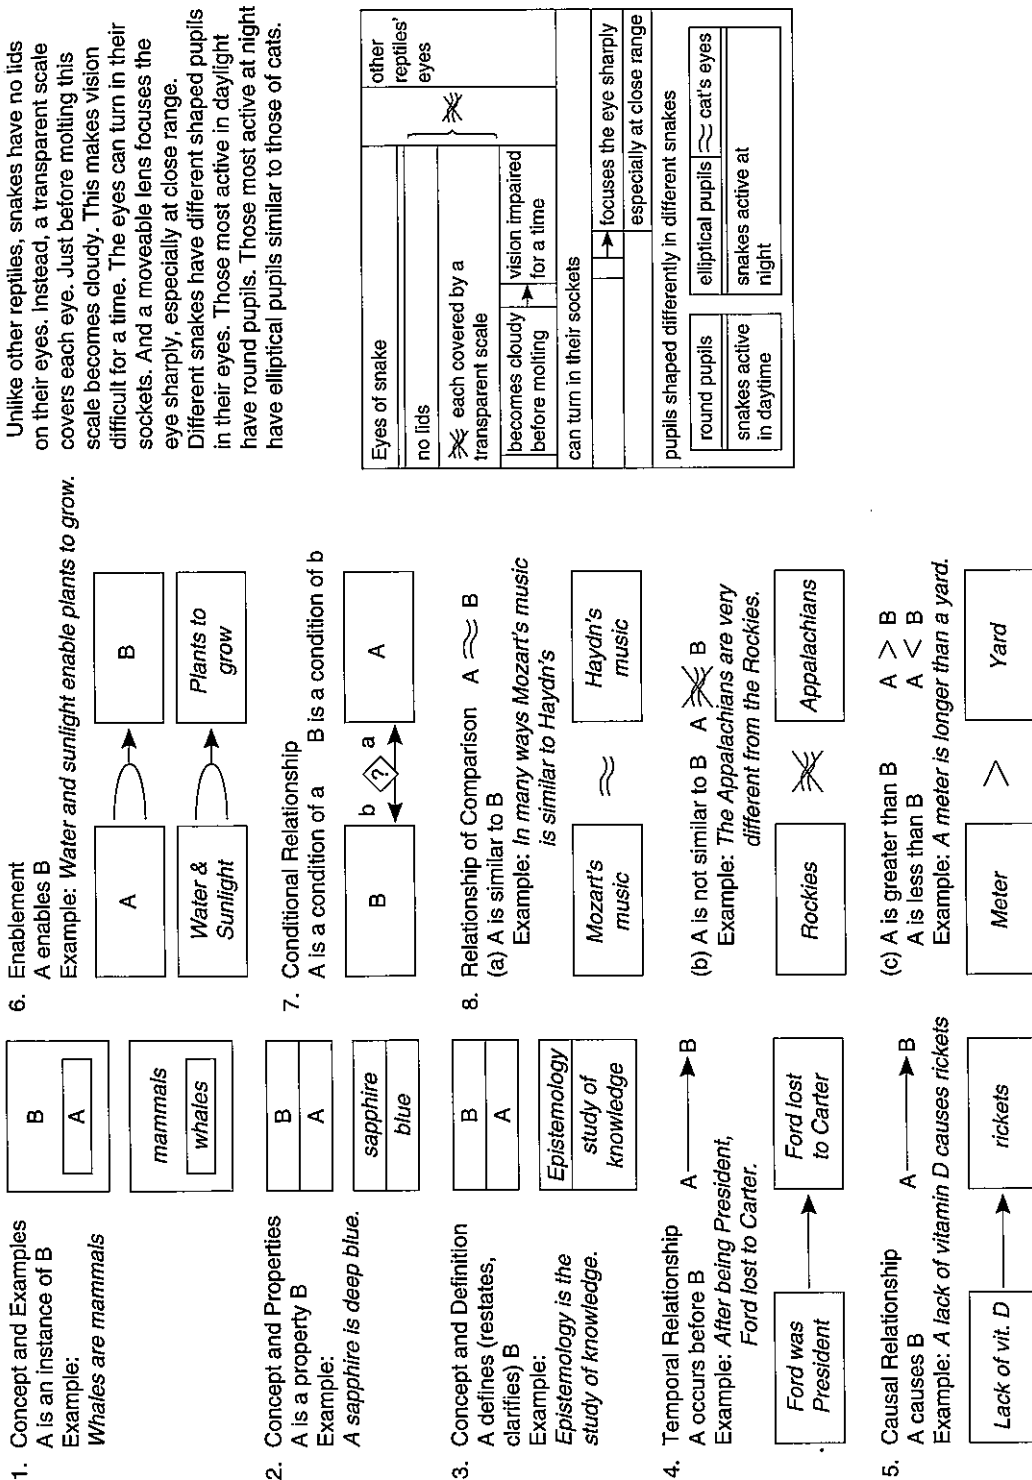 1. Concept and Examples
A is an instance of B
Example:
Whales are mammals
B
A
mammals
whales
2. Concept and Properties
A is a property B
Example:
A sapphire is deep blue.
B
A
sapphire
blue
3. Concept and Definition
A defines (restates,
clarifies) B
Example:
Epistemology is the
study of knowledge.
B
A
Epistemology
study of
knowledge
4. Temporal Relationship
A occurs before B
Example: After being President,
Ford lost to Carter.
A → B
Ford was
President
Ford lost
to Carter
5. Causal Relationship
A causes B
A → B
Example: A lack of vitamin D causes rickets
Lack of vit. D
rickets
6. Enablement
A enables B
Example: Water and sunlight enable plants to grow.
A
B
Water &
Sunlight
Plants to
grow
7. Conditional Relationship
A is a condition of a B is a condition of b
B
b ? a
A
8. Relationship of Comparison A ≈ B
(a) A is similar to B
Example: In many ways Mozart's music
is similar to Haydn's
Mozart's
music
≈
Haydn's
music
(b) A is not similar to B A B
Example: The Appalachians are very
different from the Rockies.
Rockies
Appalachians
(c) A is greater than B A > B
A is less than B A < B
Example: A meter is longer than a yard.
Meter
>
Yard
Unlike other reptiles, snakes have no lids
on their eyes. Instead, a transparent scale
covers each eye. Just before molting this
scale becomes cloudy. This makes vision
difficult for a time. The eyes can turn in their
sockets. And a moveable lens focuses the
eye sharply, especially at close range.
Different snakes have different shaped pupils
in their eyes. Those most active in daylight
have round pupils. Those most active at night
have elliptical pupils similar to those of cats.
Eyes of snake
other
reptiles'
eyes
no lids
each covered by a
transparent scale
becomes cloudy
before molting
vision impaired
for a time
can turn in their sockets
focuses the eye sharply
especially at close range
pupils shaped differently in different snakes
round pupils
snakes active
in daytime
elliptical pupils ≈ cat's eyes
snakes active at
night